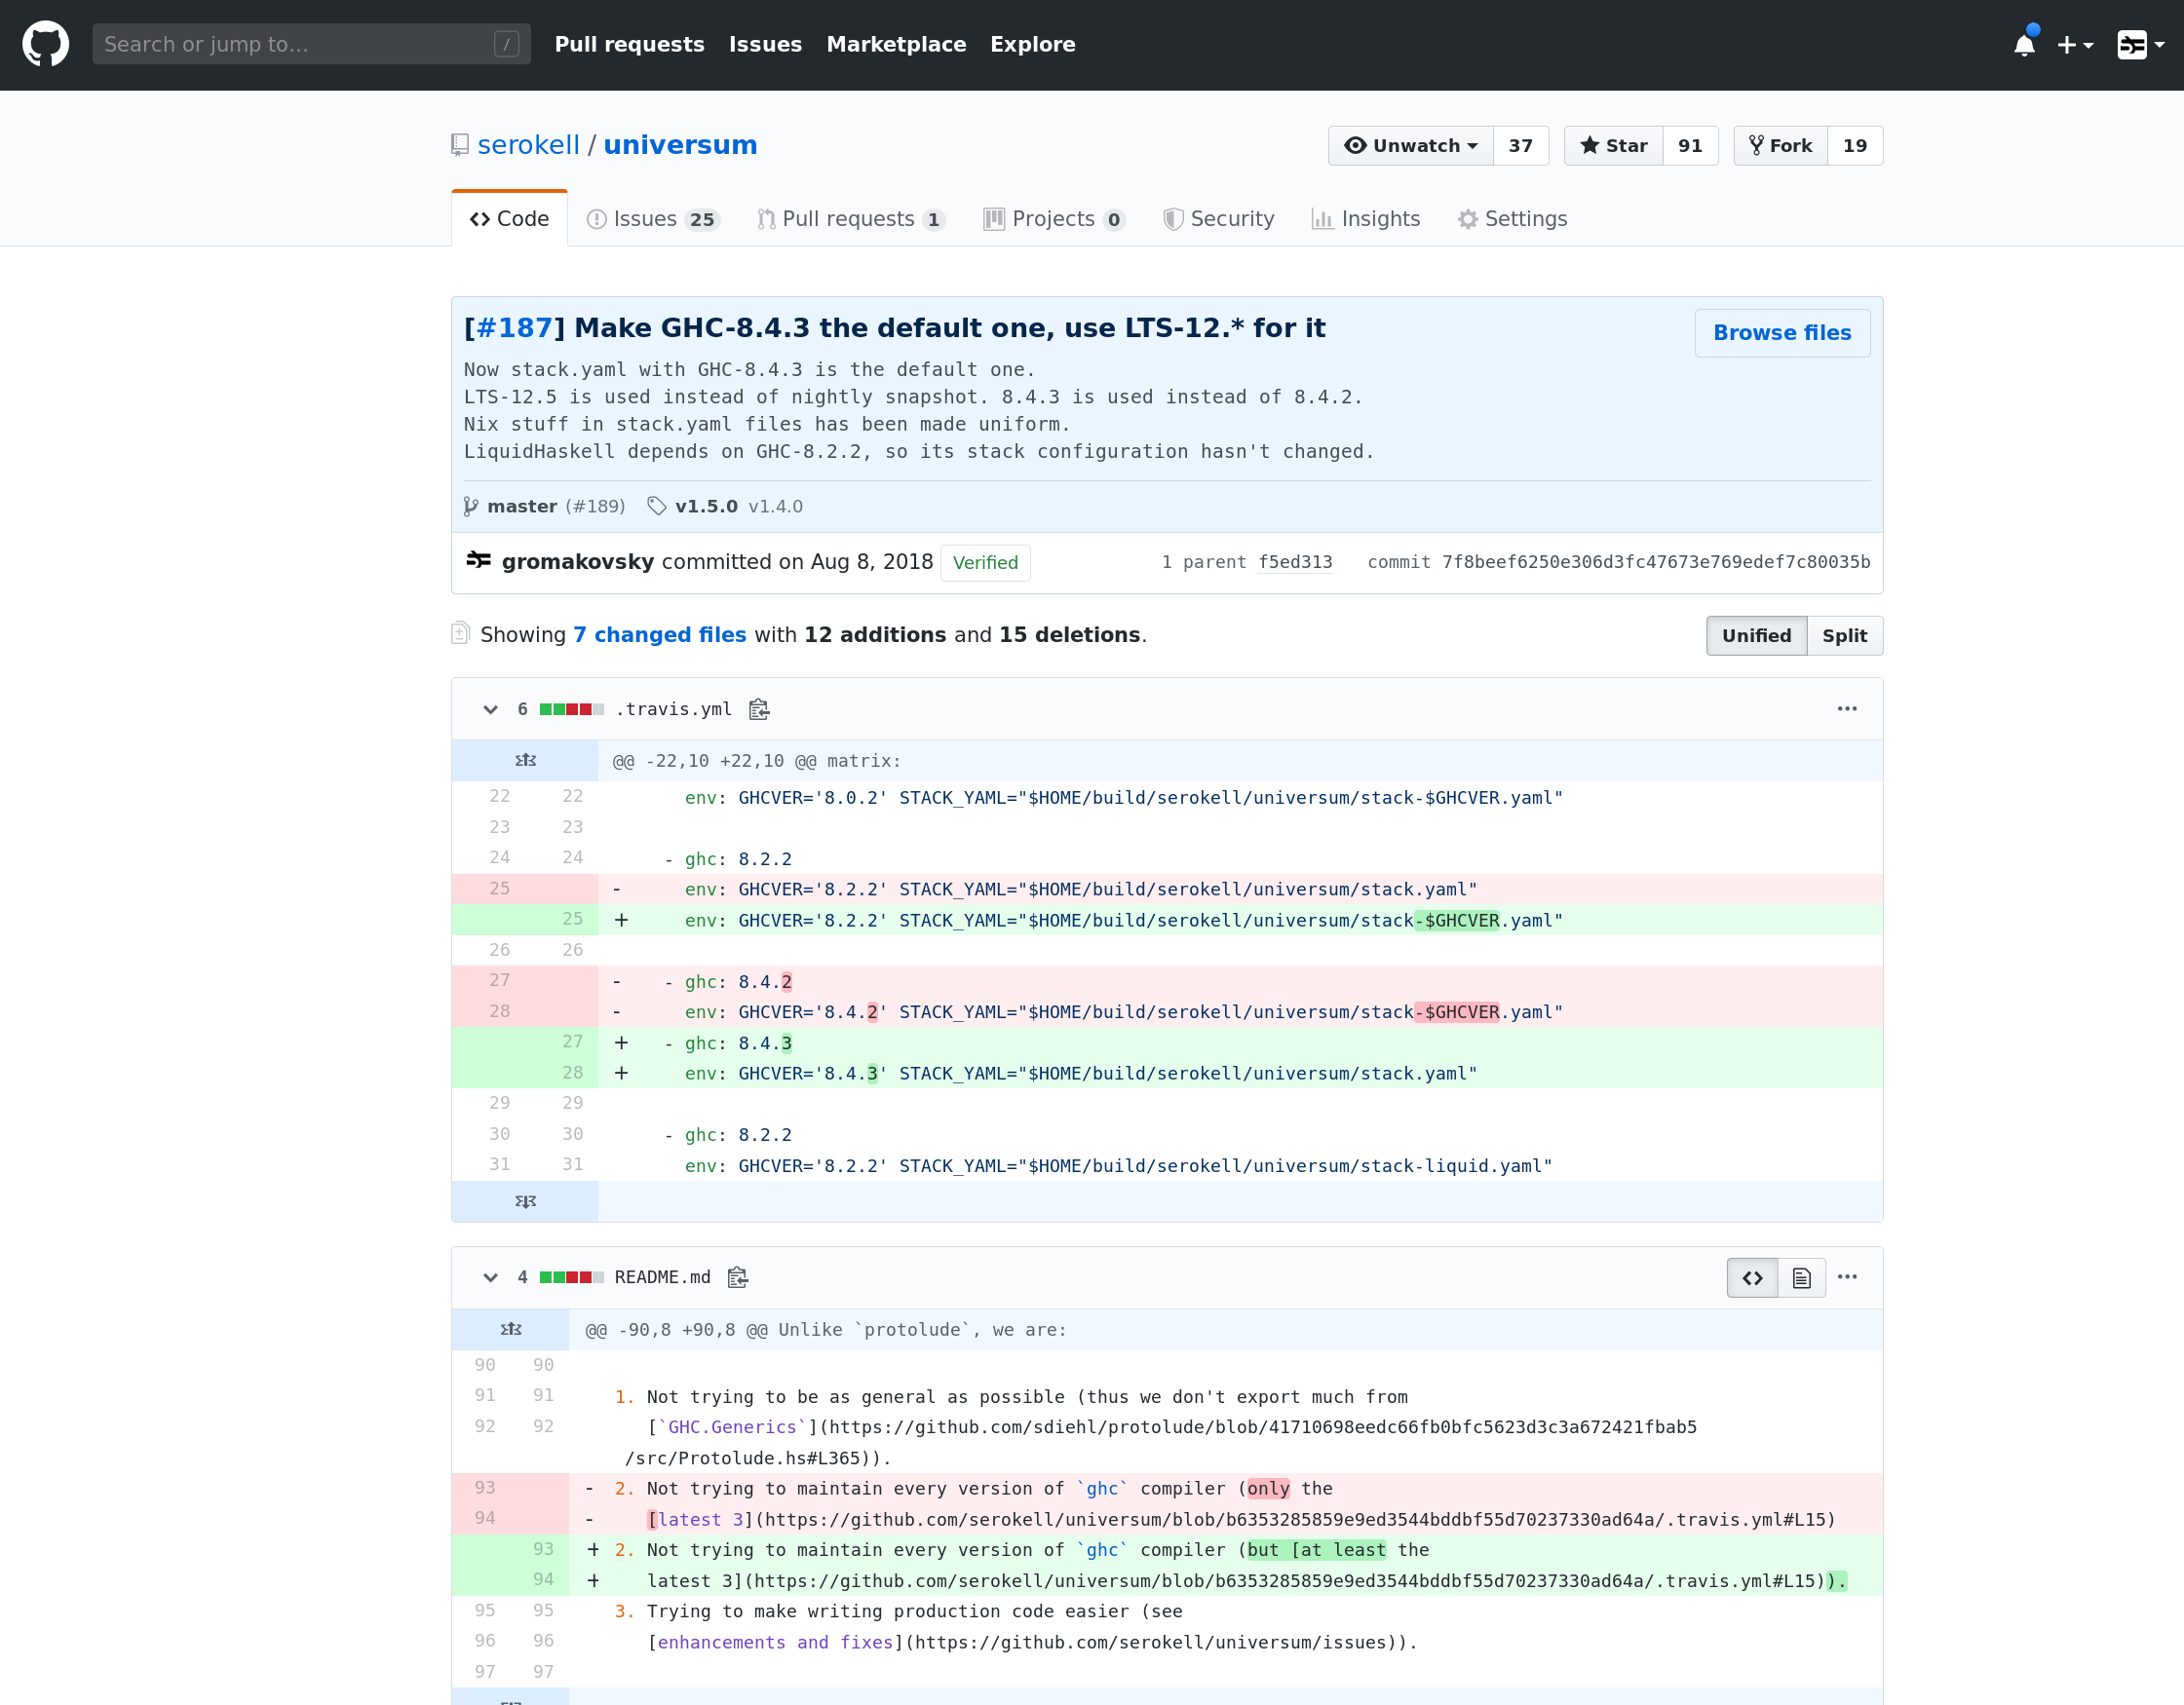 Search or jump to... /
Pull requests Issues Marketplace Explore
serokell / universum
Unwatch 37 Star 91 Fork 19
Code Issues 25 Pull requests 1 Projects 0 Security Insights Settings
[#187] Make GHC-8.4.3 the default one, use LTS-12.* for it
Browse files
Now stack.yaml with GHC-8.4.3 is the default one.
LTS-12.5 is used instead of nightly snapshot. 8.4.3 is used instead of 8.4.2.
Nix stuff in stack.yaml files has been made uniform.
LiquidHaskell depends on GHC-8.2.2, so its stack configuration hasn't changed.
master (#189) v1.5.0 v1.4.0
gromakovsky committed on Aug 8, 2018 Verified 1 parent f5ed313 commit 7f8beef6250e306d3fc47673e769edef7c80035b
Showing 7 changed files with 12 additions and 15 deletions.
Unified Split
6 .travis.yml
@@ -22,10 +22,10 @@ matrix:
22 22 env: GHCVER='8.0.2' STACK_YAML="$HOME/build/serokell/universum/stack-$GHCVER.yaml"
23 23
24 24 - ghc: 8.2.2
25 - env: GHCVER='8.2.2' STACK_YAML="$HOME/build/serokell/universum/stack.yaml"
25 + env: GHCVER='8.2.2' STACK_YAML="$HOME/build/serokell/universum/stack-$GHCVER.yaml"
26 26
27 - - ghc: 8.4.2
28 - env: GHCVER='8.4.2' STACK_YAML="$HOME/build/serokell/universum/stack-$GHCVER.yaml"
27 + - ghc: 8.4.3
28 + env: GHCVER='8.4.3' STACK_YAML="$HOME/build/serokell/universum/stack.yaml"
29 29
30 30 - ghc: 8.2.2
31 31 env: GHCVER='8.2.2' STACK_YAML="$HOME/build/serokell/universum/stack-liquid.yaml"
4 README.md
@@ -90,8 +90,8 @@ Unlike `protolude`, we are:
90 90
91 91 1. Not trying to be as general as possible (thus we don't export much from
92 92 [`GHC.Generics`](https://github.com/sdiehl/protolude/blob/41710698eedc66fb0bfc5623d3c3a672421fbab5
/src/Protolude.hs#L365)).
93 - 2. Not trying to maintain every version of `ghc` compiler (only the
94 - [latest 3](https://github.com/serokell/universum/blob/b6353285859e9ed3544bddbf55d70237330ad64a/.travis.yml#L15)
93 + 2. Not trying to maintain every version of `ghc` compiler (but [at least the
94 + latest 3](https://github.com/serokell/universum/blob/b6353285859e9ed3544bddbf55d70237330ad64a/.travis.yml#L15)).
95 95 3. Trying to make writing production code easier (see
96 96 [enhancements and fixes](https://github.com/serokell/universum/issues)).
97 97